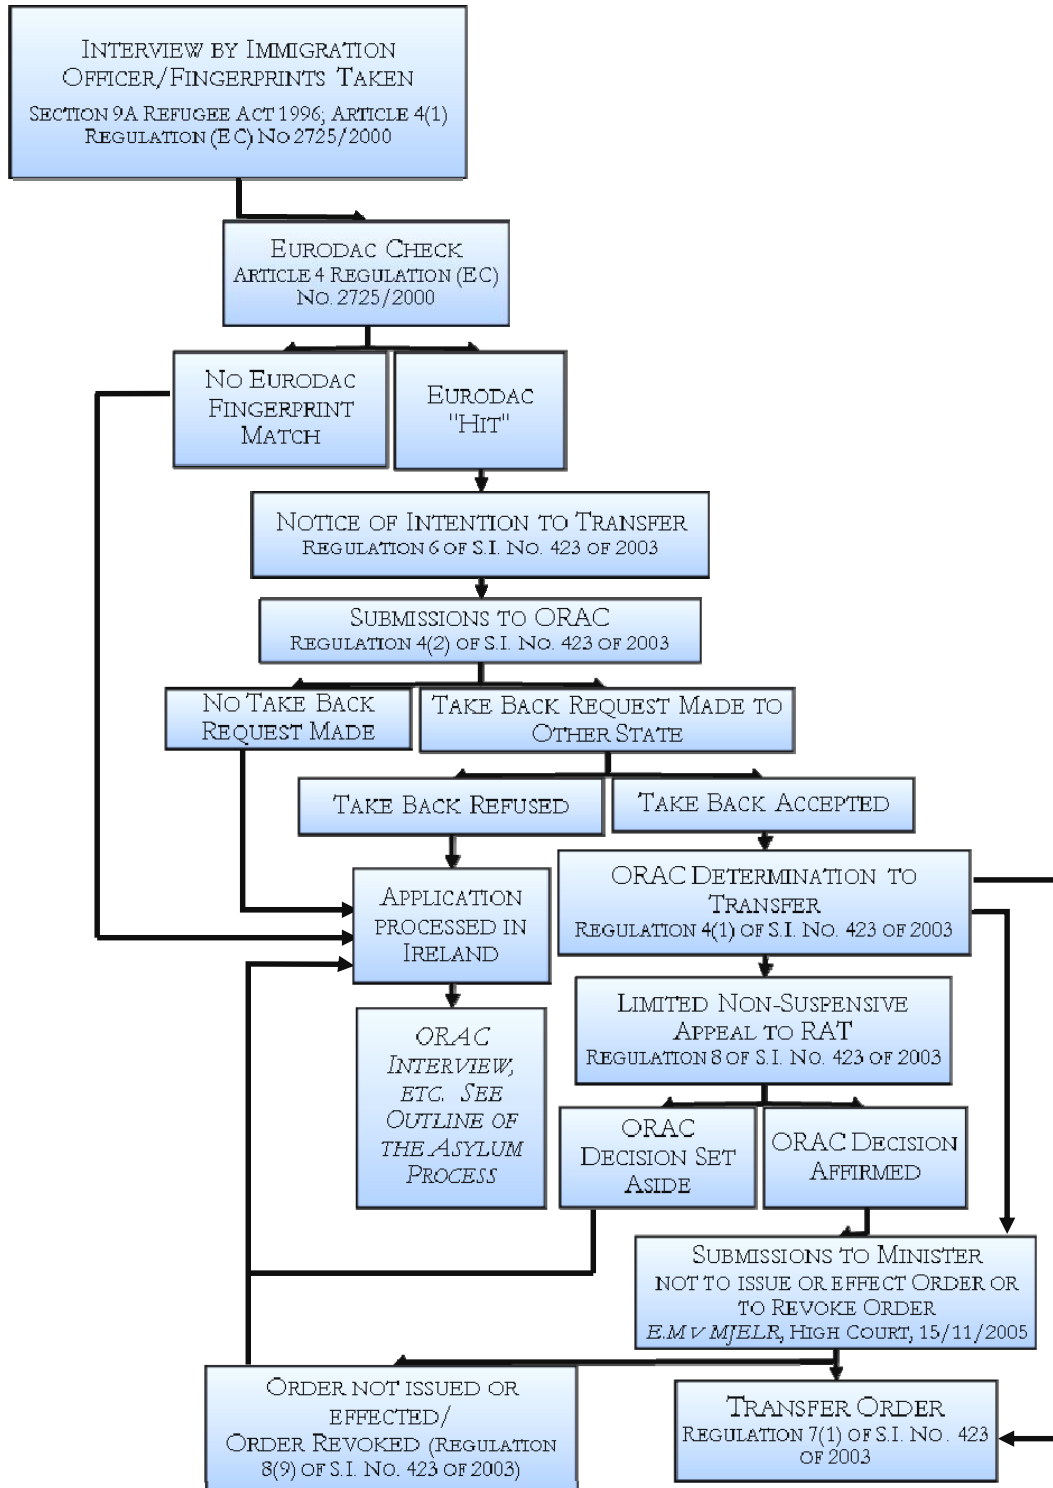 INTERVIEW BY IMMIGRATION
OFFICER/FINGERPRINTS TAKEN
SECTION 9A REFUGEE ACT 1996; ARTICLE 4(1)
REGULATION (EC) NO 2725/2000
EURODAC CHECK
ARTICLE 4 REGULATION (EC)
NO. 2725/2000
NO EURODAC
FINGERPRINT
MATCH
EURODAC
"HIT"
NOTICE OF INTENTION TO TRANSFER
REGULATION 6 OF S.I. NO. 423 OF 2003
SUBMISSIONS TO ORAC
REGULATION 4(2) OF S.I. NO. 423 OF 2003
NO TAKE BACK
REQUEST MADE
TAKE BACK REQUEST MADE TO
OTHER STATE
TAKE BACK REFUSED
TAKE BACK ACCEPTED
APPLICATION
PROCESSED IN
IRELAND
ORAC DETERMINATION TO
TRANSFER
REGULATION 4(1) OF S.I. NO. 423 OF 2003
LIMITED NON-SUSPENSIVE
APPEAL TO RAT
REGULATION 8 OF S.I. NO. 423 OF 2003
ORAC
INTERVIEW,
ETC. SEE
OUTLINE OF
THE ASYLUM
PROCESS
ORAC
DECISION SET
ASIDE
ORAC DECISION
AFFIRMED
SUBMISSIONS TO MINISTER
NOT TO ISSUE OR EFFECT ORDER OR
TO REVOKE ORDER
E.M V MJELR, HIGH COURT, 15/11/2005
ORDER NOT ISSUED OR
EFFECTED/
ORDER REVOKED (REGULATION
8(9) OF S.I. NO. 423 OF 2003)
TRANSFER ORDER
REGULATION 7(1) OF S.I. NO. 423
OF 2003